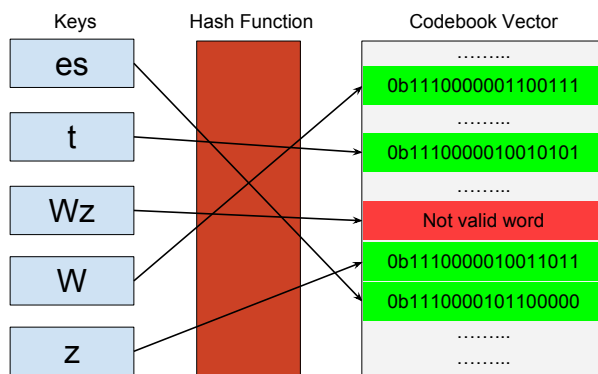 Keys
Hash Function
Codebook Vector
es
t
Wz
W
z
……...
0b1110000001100111
……...
0b1110000010010101
……...
Not valid word
0b1110000010011011
0b1110000101100000
……...
……...